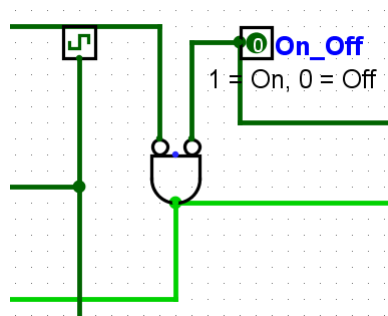 0
On_Off
1 = On, 0 = Off